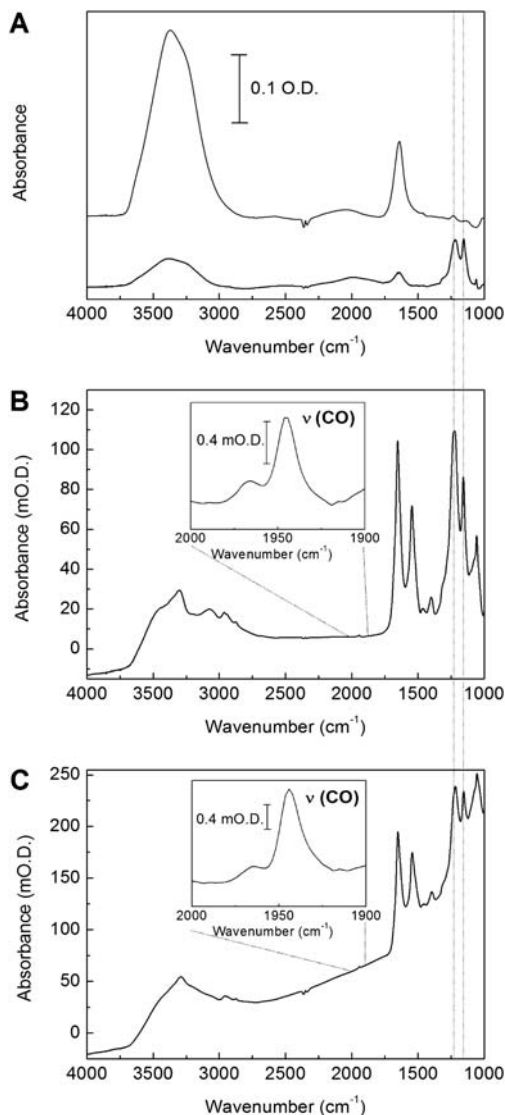 A
Absorbance
0.1 O.D.
4000 3500 3000 2500 2000 1500 1000
Wavenumber (cm⁻¹)
B
Absorbance (mO.D.)
120
100
80
60
40
20
0
ν (CO)
0.4 mO.D.
2000 1950 1900
Wavenumber (cm⁻¹)
4000 3500 3000 2500 2000 1500 1000
Wavenumber (cm⁻¹)
C
Absorbance (mO.D.)
250
200
150
100
50
0
ν (CO)
0.4 mO.D.
2000 1950 1900
Wavenumber (cm⁻¹)
4000 3500 3000 2500 2000 1500 1000
Wavenumber (cm⁻¹)